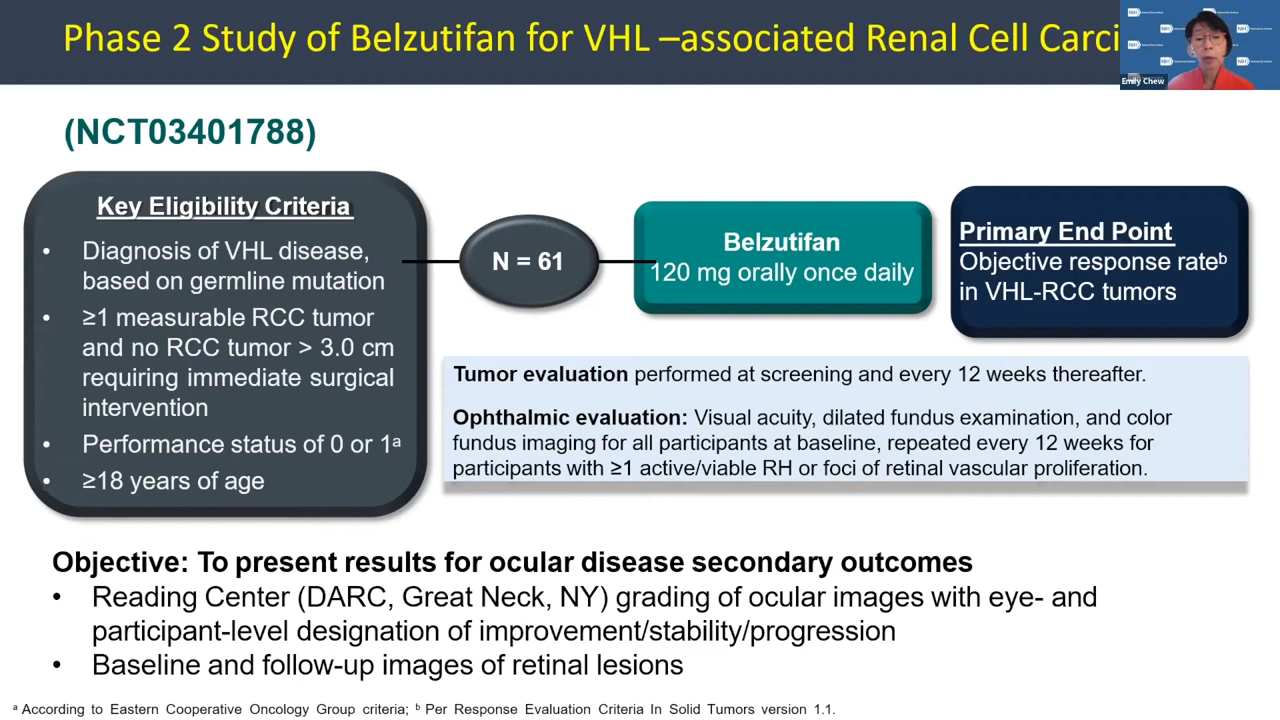 Phase 2 Study of Belzutifan for VHL –associated Renal Cell Carci
Emily Chew
(NCT03401788)
Key Eligibility Criteria
• Diagnosis of VHL disease,
based on germline mutation
• ≥1 measurable RCC tumor
and no RCC tumor > 3.0 cm
requiring immediate surgical
intervention
• Performance status of 0 or 1ᵃ
• ≥18 years of age
N = 61
Belzutifan
120 mg orally once daily
Primary End Point
Objective response rateᵇ
in VHL-RCC tumors
Tumor evaluation performed at screening and every 12 weeks thereafter.
Ophthalmic evaluation: Visual acuity, dilated fundus examination, and color
fundus imaging for all participants at baseline, repeated every 12 weeks for
participants with ≥1 active/viable RH or foci of retinal vascular proliferation.
Objective: To present results for ocular disease secondary outcomes
• Reading Center (DARC, Great Neck, NY) grading of ocular images with eye- and
participant-level designation of improvement/stability/progression
• Baseline and follow-up images of retinal lesions
ᵃ According to Eastern Cooperative Oncology Group criteria; ᵇ Per Response Evaluation Criteria In Solid Tumors version 1.1.